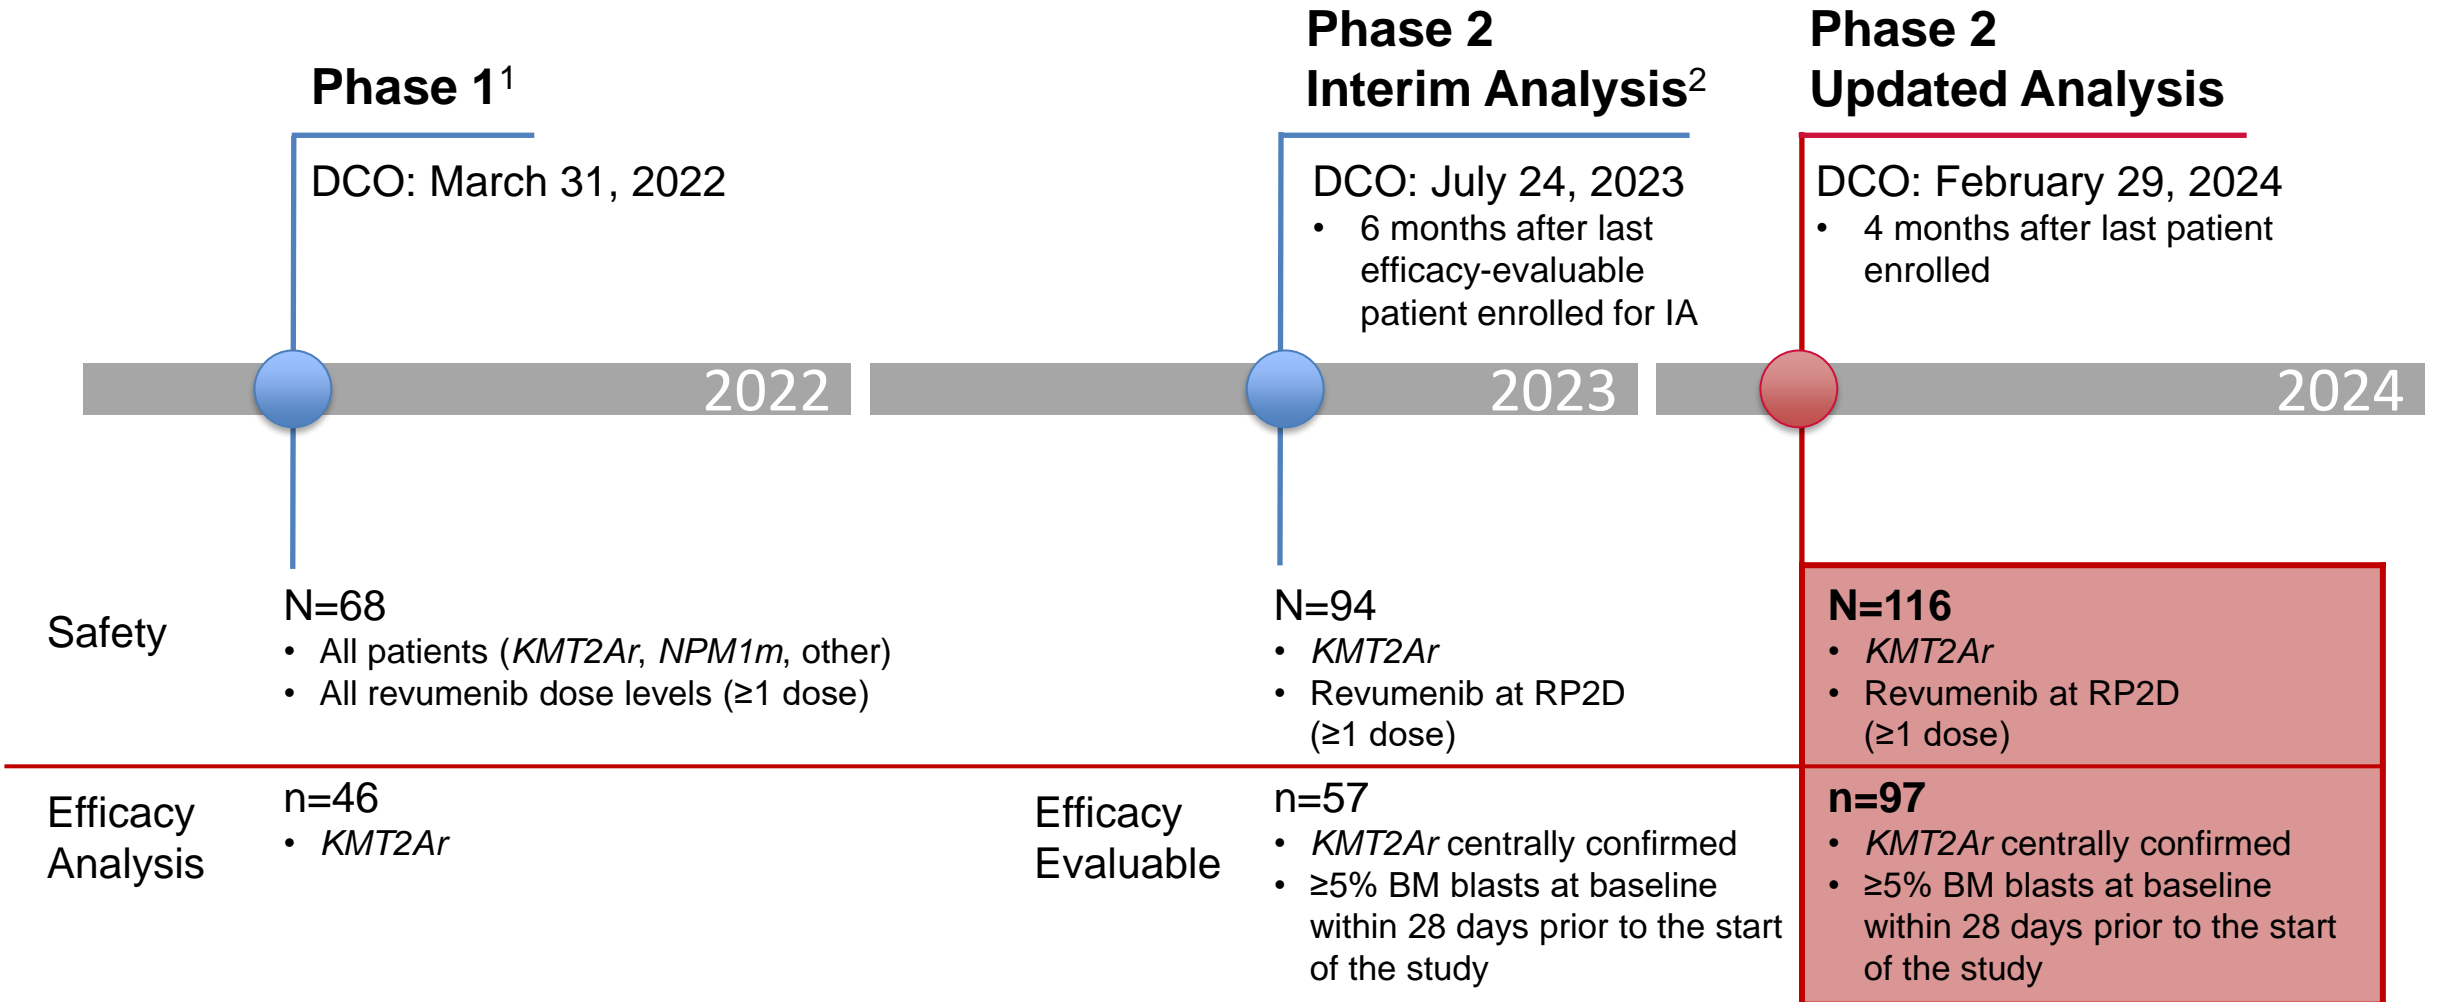 Phase 1¹
DCO: March 31, 2022
Phase 2
Interim Analysis²
DCO: July 24, 2023
• 6 months after last
efficacy-evaluable
patient enrolled for IA
Phase 2
Updated Analysis
DCO: February 29, 2024
• 4 months after last patient
enrolled
2022
2023
2024
Safety
N=68
• All patients (KMT2Ar, NPM1m, other)
• All revumenib dose levels (≥1 dose)
N=94
• KMT2Ar
• Revumenib at RP2D
(≥1 dose)
N=116
• KMT2Ar
• Revumenib at RP2D
(≥1 dose)
Efficacy
Analysis
n=46
• KMT2Ar
Efficacy
Evaluable
n=57
• KMT2Ar centrally confirmed
• ≥5% BM blasts at baseline
within 28 days prior to the start
of the study
n=97
• KMT2Ar centrally confirmed
• ≥5% BM blasts at baseline
within 28 days prior to the start
of the study